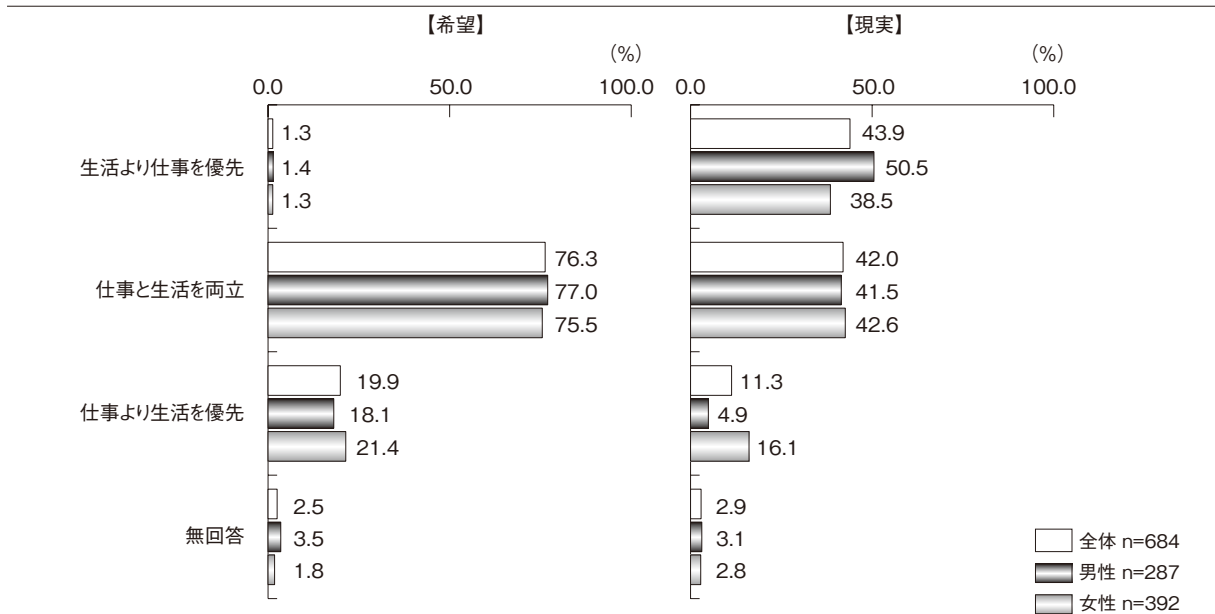 【希望】
(%)
0.0 50.0 100.0
生活より仕事を優先
1.3
1.4
1.3
仕事と生活を両立
76.3
77.0
75.5
仕事より生活を優先
19.9
18.1
21.4
無回答
2.5
3.5
1.8
【現実】
(%)
0.0 50.0 100.0
43.9
50.5
38.5
42.0
41.5
42.6
11.3
4.9
16.1
2.9
3.1
2.8
全体 n=684
男性 n=287
女性 n=392